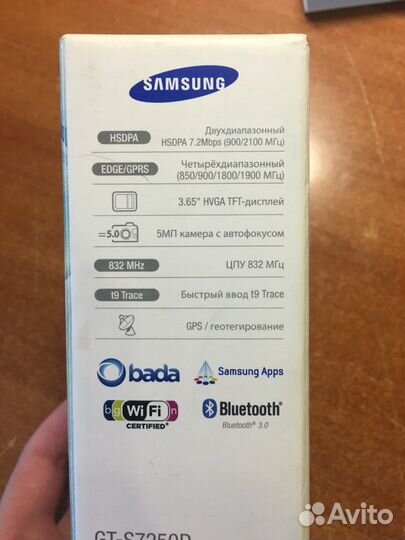 SAMSUNG
HSDPA
Двухдиапазонный
HSDPA 7.2Mbps (900/2100 МГц)
EDGE/GPRS
Четырёхдиапазонный
(850/900/1800/1900 МГц)
3.65" HVGA TFT-дисплей
=5.0
5МП камера с автофокусом
832 MHz
ЦПУ 832 МГц
t9 Trace
Быстрый ввод t9 Trace
GPS / геотегирование
bada
Samsung Apps
b g Wi Fi n
CERTIFIED
Bluetooth®
Bluetooth® 3.0
GT-S7250D
Avito